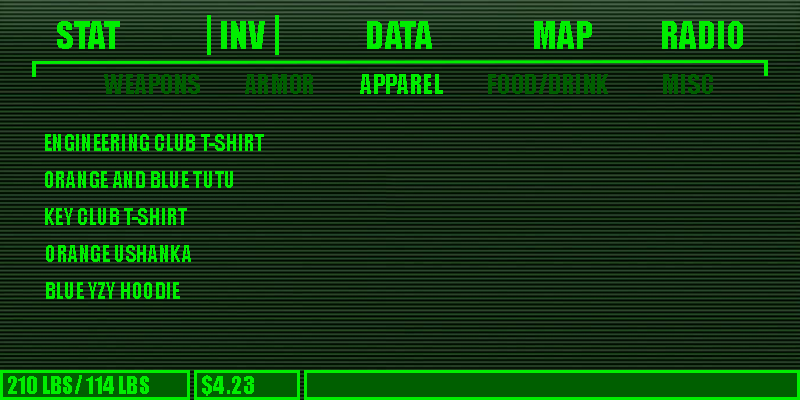 STAT INV DATA MAP RADIO
WEAPONS ARMOR APPAREL FOOD/DRINK MISC
ENGINEERING CLUB T-SHIRT
ORANGE AND BLUE TUTU
KEY CLUB T-SHIRT
ORANGE USHANKA
BLUE YZY HOODIE
210 LBS/ 114 LBS $4.23